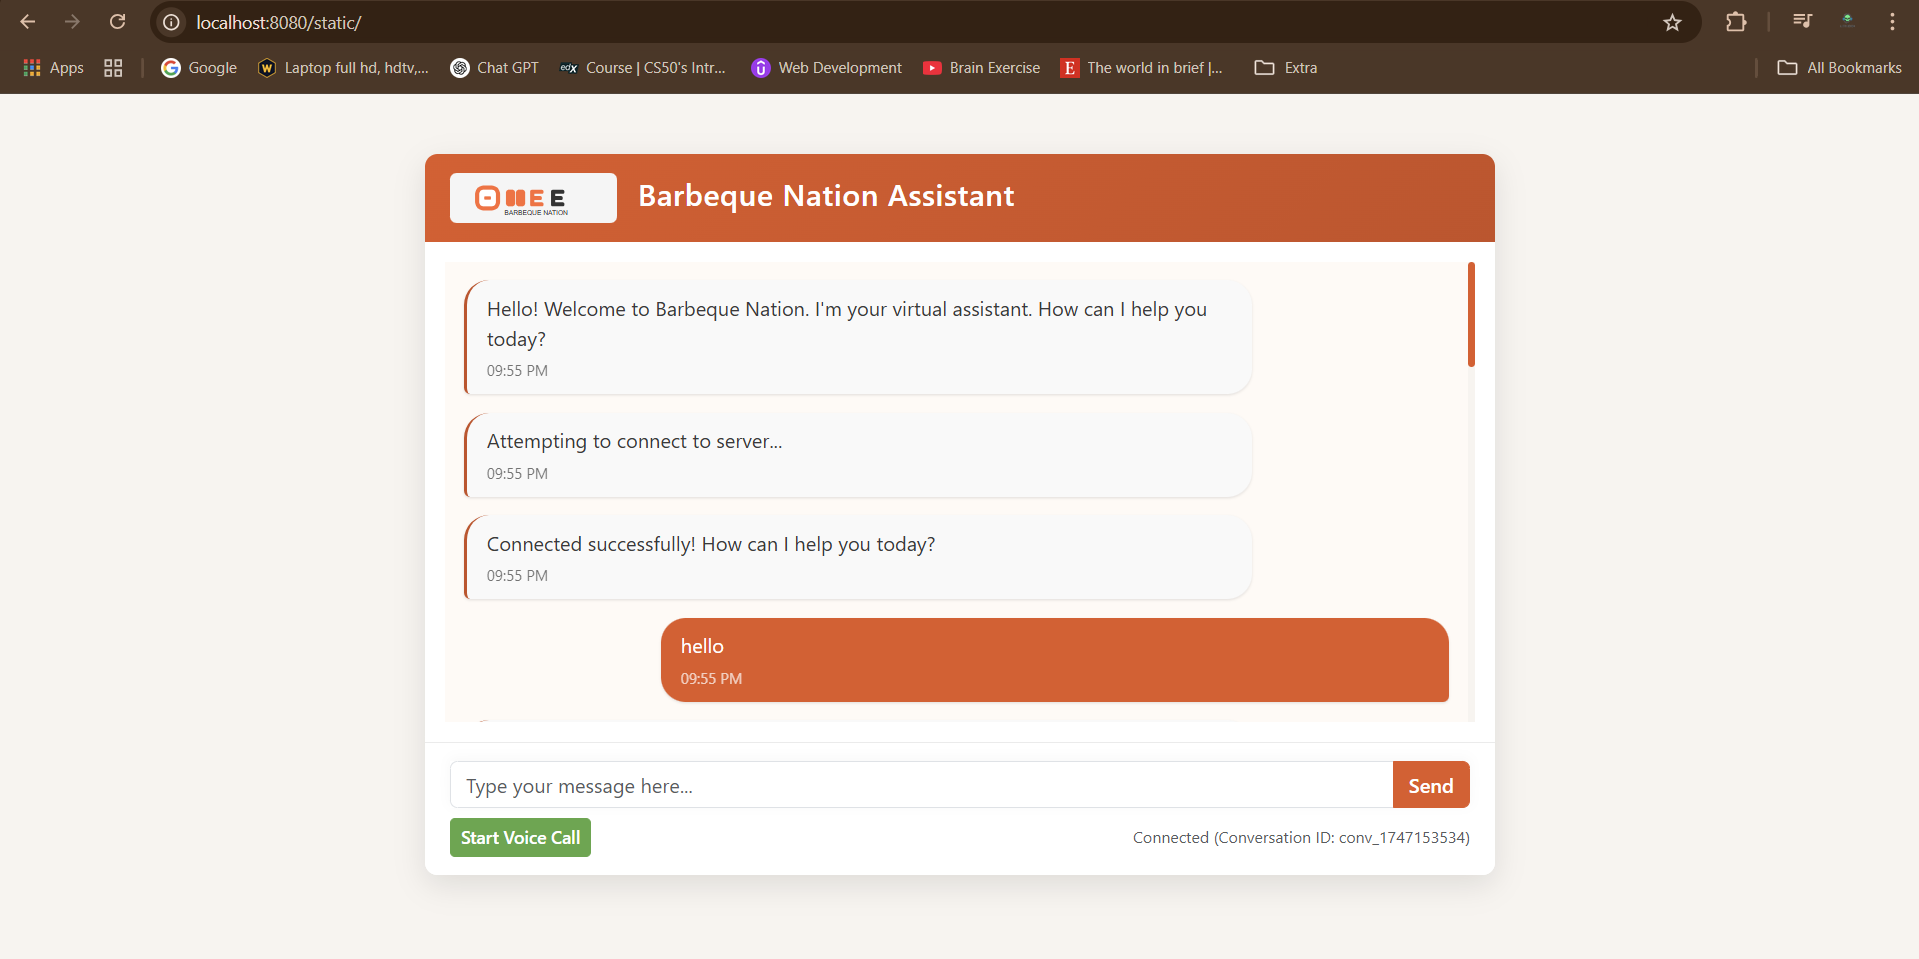 localhost:8080/static/
Apps
Google
Laptop full hd, hdtv,...
Chat GPT
edX
Course | CS50's Intr...
Web Development
Brain Exercise
E
The world in brief |...
Extra
All Bookmarks
E E
BARBEQUE NATION
Barbeque Nation Assistant
Hello! Welcome to Barbeque Nation. I'm your virtual assistant. How can I help you
today?
09:55 PM
Attempting to connect to server...
09:55 PM
Connected successfully! How can I help you today?
09:55 PM
hello
09:55 PM
Type your message here...
Send
Start Voice Call
Connected (Conversation ID: conv_1747153534)